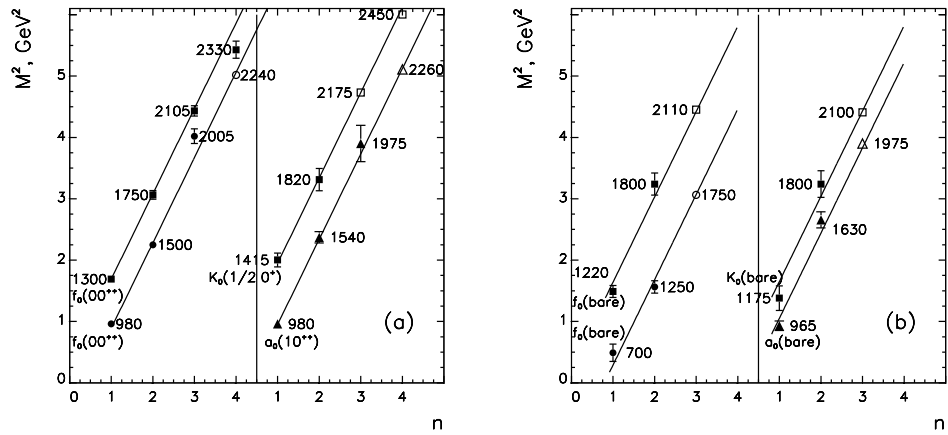 M², GeV²
5
4
3
2
1
0
2330
2240
2105
2005
1750
1500
1300
f₀(00⁺⁺)
980
f₀(00⁺⁺)
2450
2260
2175
1975
1820
1540
1415
K₀(1/2 0⁺)
980
a₀(10⁺⁺)
(a)
0 1 2 3 4 1 2 3 4
n
M², GeV²
5
4
3
2
1
0
2110
1800
1750
1250
1220
f₀(bare)
f₀(bare)
700
2100
1975
1800
1630
K₀(bare)
1175
965
a₀(bare)
(b)
0 1 2 3 4 1 2 3 4 0
n